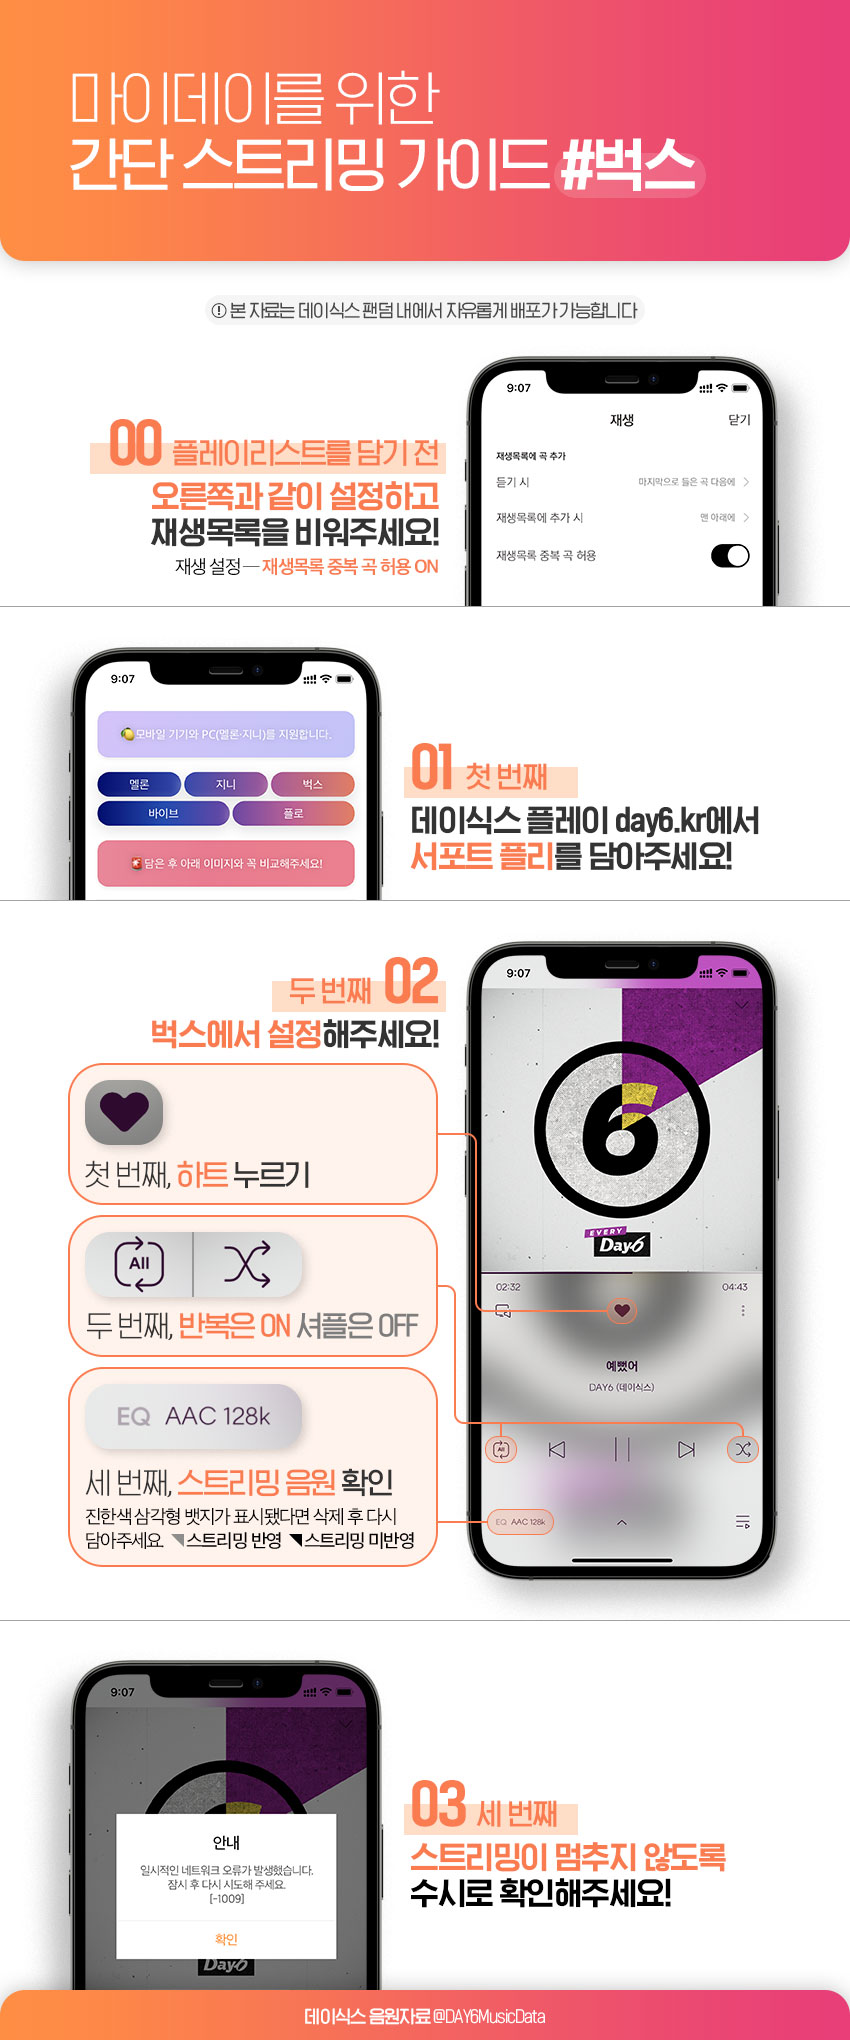 마이데이를 위한
간단 스트리밍 가이드 #벅스
! 본 자료는 데이식스 팬덤 내에서 자유롭게 배포가 가능합니다
00 플레이리스트를 담기 전
오른쪽과 같이 설정하고
재생목록을 비워주세요!
재생 설정 — 재생목록 중복 곡 허용 ON
9:07
재생 닫기
재생목록에 곡 추가
듣기 시 마지막으로 들은 곡 다음에
재생목록에 추가 시 맨 아래에
재생목록 중복 곡 허용
9:07
🍋모바일 기기와 PC(멜론·지니)를 지원합니다.
멜론 지니 벅스
바이브 플로
🚨담은 후 아래 이미지와 꼭 비교해주세요!
01 첫 번째
데이식스 플레이 day6.kr에서
서포트 플리를 담아주세요!
두 번째 02
벅스에서 설정해주세요!
첫 번째, 하트 누르기
All
두 번째, 반복은 ON 셔플은 OFF
EQ AAC 128k
세 번째, 스트리밍 음원 확인
진한색 삼각형 뱃지가 표시됐다면 삭제 후 다시
담아주세요. ◥스트리밍 반영 ◥스트리밍 미반영
9:07
6
EVERY
Day6
02:32 04:43
예뻤어
DAY6 (데이식스)
All
EQ AAC 128k
9:07
안내
일시적인 네트워크 오류가 발생했습니다.
잠시 후 다시 시도해 주세요.
[-1009]
확인
Day6
03 세 번째
스트리밍이 멈추지 않도록
수시로 확인해주세요!
데이식스 음원자료 @DAY6MusicData